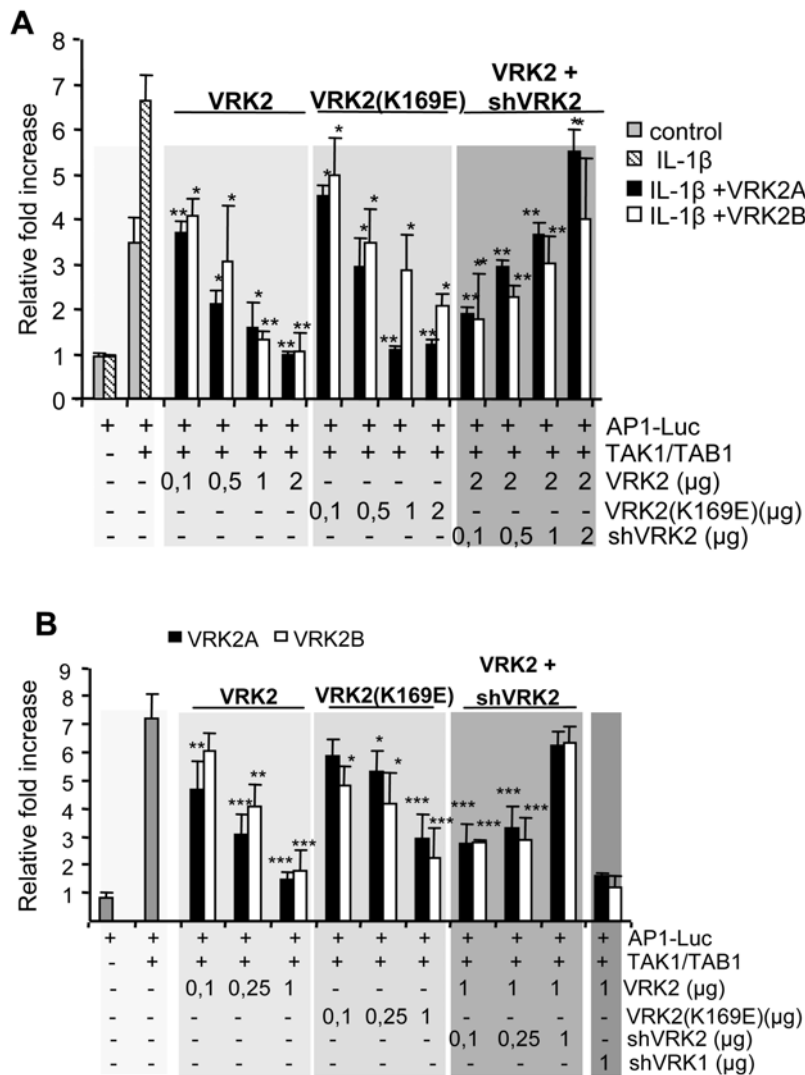 A
Relative fold increase
8
7
6
5
4
3
2
1
0
VRK2
VRK2(K169E)
VRK2 +
shVRK2
control
IL-1β
IL-1β +VRK2A
IL-1β +VRK2B
** * * * * ** ** **
* * * * ** * ** *
** ** ** ** ** ** ** **
+ + + + + + + + + + + + + + AP1-Luc
- + + + + + + + + + + + + + TAK1/TAB1
- - 0,1 0,5 1 2 - - - - 2 2 2 2 VRK2 (µg)
- - - - - - 0,1 0,5 1 2 - - - - VRK2(K169E)(µg)
- - - - - - - - - - 0,1 0,5 1 2 shVRK2 (µg)
B
VRK2A VRK2B
Relative fold increase
9
8
7
6
5
4
3
2
1
VRK2
VRK2(K169E)
VRK2 +
shVRK2
** *** ** *** ***
* * * *** ***
*** *** *** ***
+ + + + + + + + + + + + AP1-Luc
- + + + + + + + + + + + TAK1/TAB1
- - 0,1 0,25 1 - - - 1 1 1 1 VRK2 (µg)
- - - - - 0,1 0,25 1 - - - - VRK2(K169E)(µg)
- - - - - - - - 0,1 0,25 1 - shVRK2 (µg)
- - - - - - - - - - - 1 shVRK1 (µg)